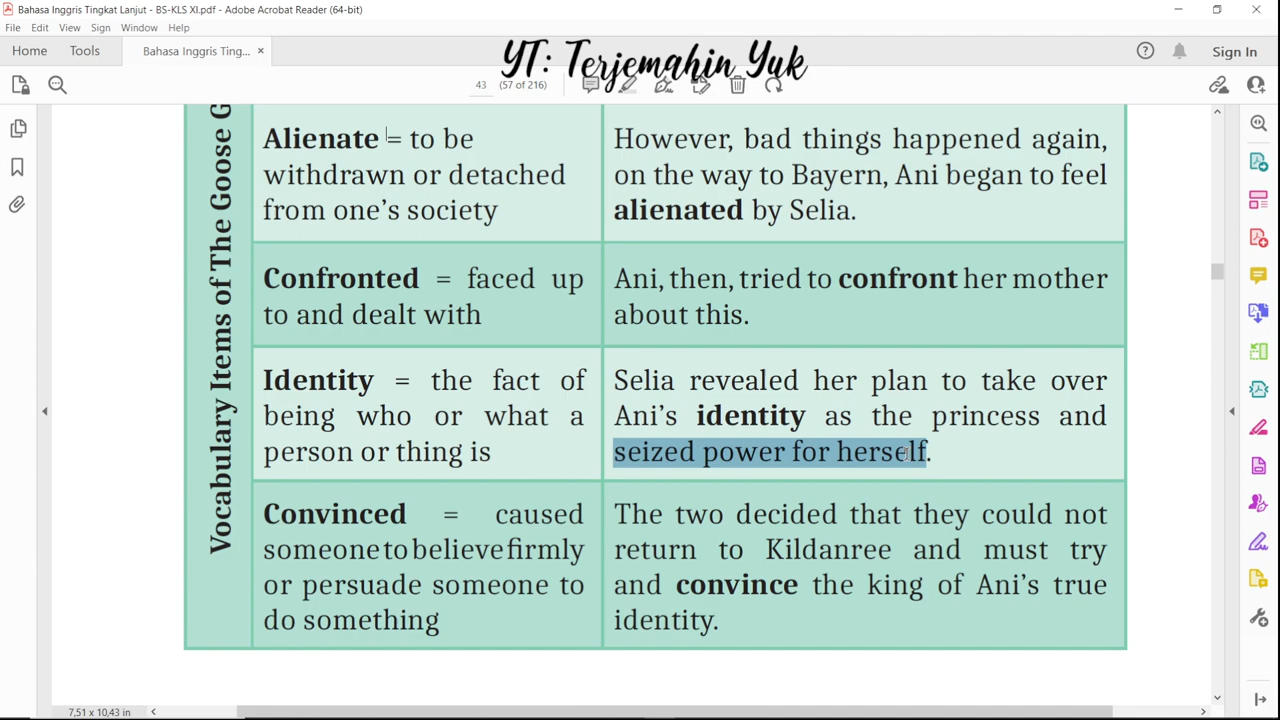 Bahasa Inggris Tingkat Lanjut - BS-KLS XI.pdf - Adobe Acrobat Reader (64-bit)
File Edit View Sign Window Help
Home Tools Bahasa Inggris Ting... × Sign In
YT: Terjemahin Yuk
43 (57 of 216)
Vocabulary Items of The Goose G
Alienate = to be
withdrawn or detached
from one's society
However, bad things happened again,
on the way to Bayern, Ani began to feel
alienated by Selia.
Confronted = faced up
to and dealt with
Ani, then, tried to confront her mother
about this.
Identity = the fact of
being who or what a
person or thing is
Selia revealed her plan to take over
Ani's identity as the princess and
seized power for herself.
Convinced = caused
someone to believe firmly
or persuade someone to
do something
The two decided that they could not
return to Kildanree and must try
and convince the king of Ani's true
identity.
7,51 x 10,43 in